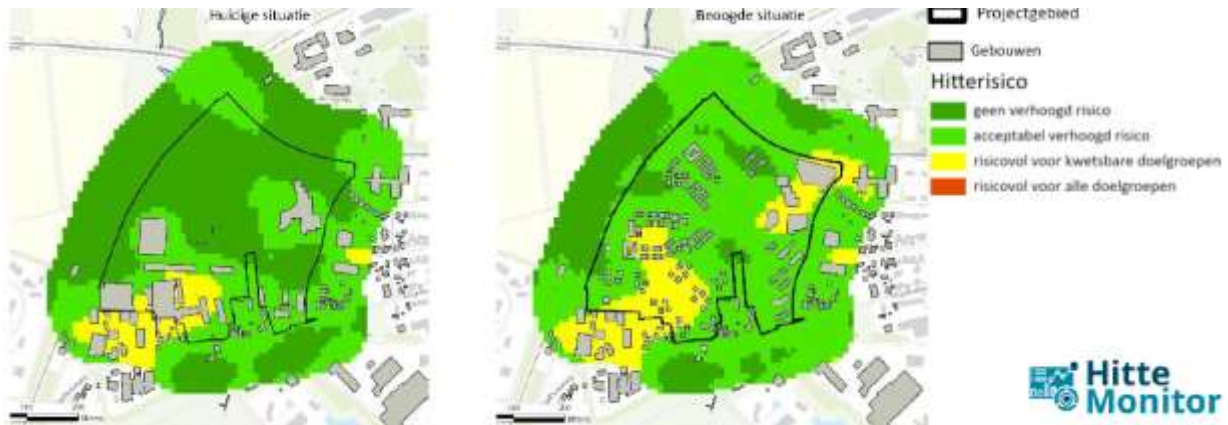 Huidige situatie
Beoogde situatie
Projectgebied
Gebouwen
Hitterisico
geen verhoogd risico
acceptabel verhoogd risico
risicovol voor kwetsbare doelgroepen
risicovol voor alle doelgroepen
Hitte
Monitor